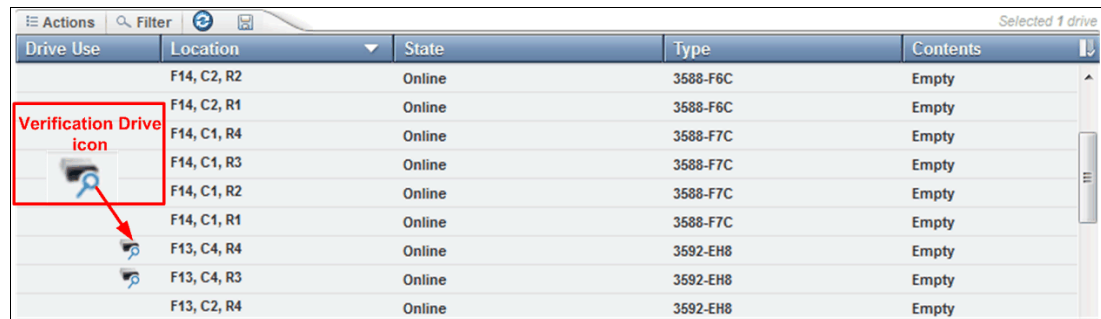 Actions Filter Selected 1 drive
Drive Use Location State Type Contents
F14, C2, R2 Online 3588-F6C Empty
F14, C2, R1 Online 3588-F6C Empty
Verification Drive
icon
F14, C1, R4 Online 3588-F7C Empty
F14, C1, R3 Online 3588-F7C Empty
F14, C1, R2 Online 3588-F7C Empty
F14, C1, R1 Online 3588-F7C Empty
F13, C4, R4 Online 3592-EH8 Empty
F13, C4, R3 Online 3592-EH8 Empty
F13, C2, R4 Online 3592-EH8 Empty